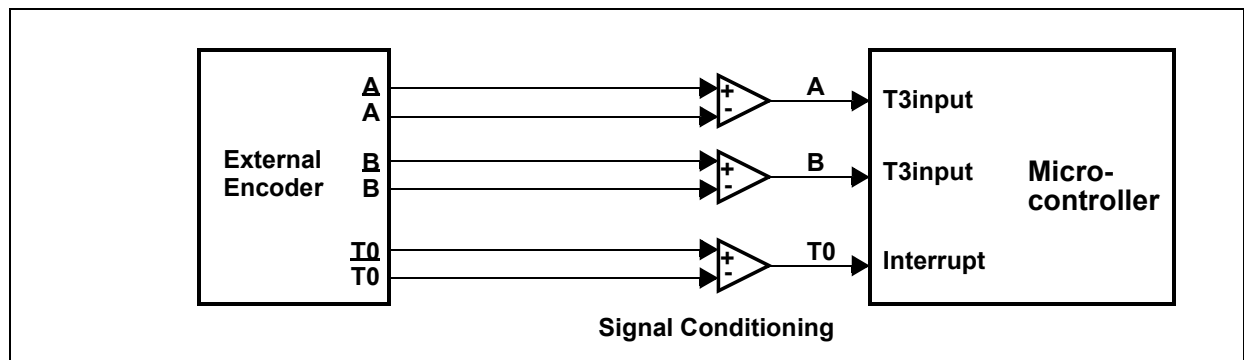 A
A
B
B
T0
T0
External
Encoder
+
-
+
-
+
-
A
B
T0
T3input
T3input
Interrupt
Micro-
controller
Signal Conditioning